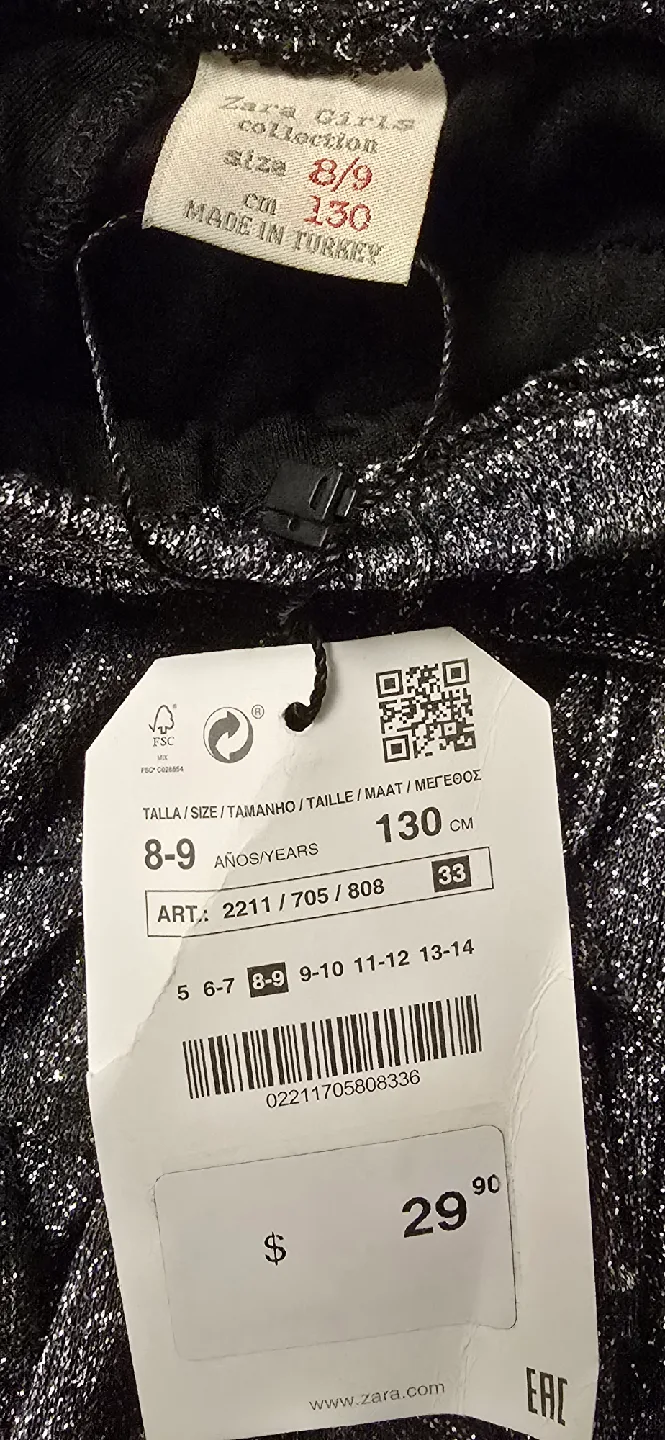 Zara Girls
collection
size 8/9
cm 130
MADE IN TURKEY
®
FSC
MIX
TALLA / SIZE / TAMANHO / TAILLE / MAAT / ΜΕΓΕΘΟΣ
8-9 AÑOS/YEARS 130 CM
ART.: 2211 / 705 / 808 33
5 6-7 8-9 9-10 11-12 13-14
02211705808336
$ 29 90
www.zara.com
EAC